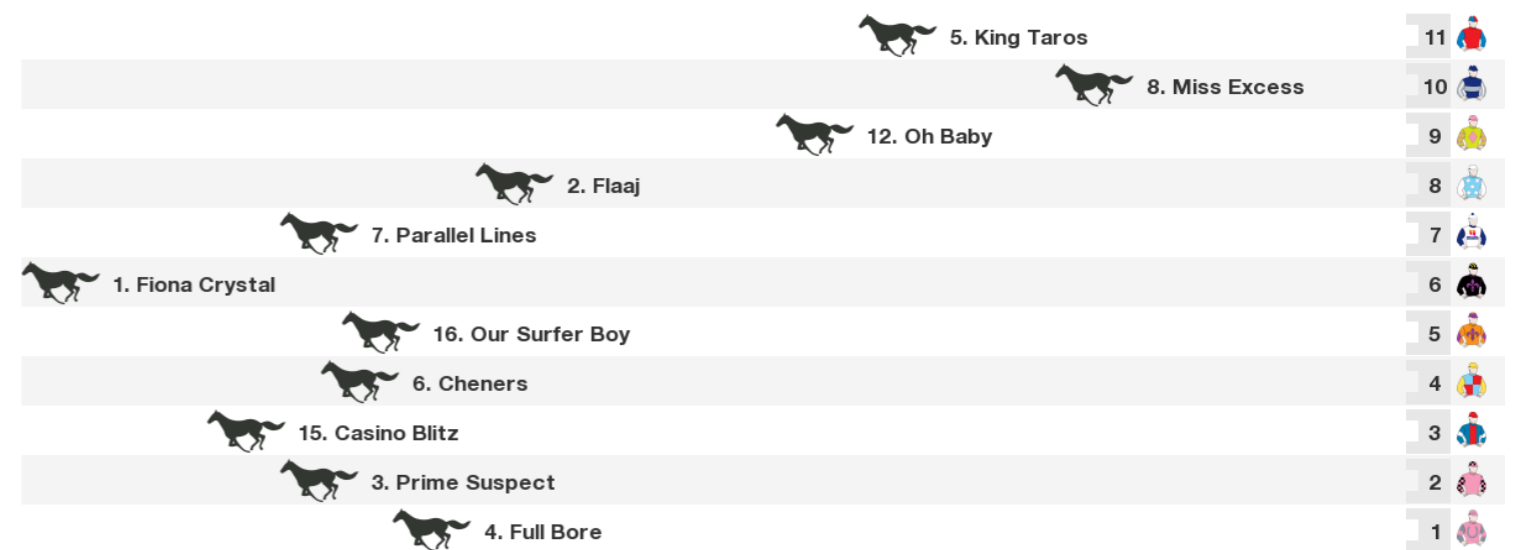 5. King Taros 11
8. Miss Excess 10
12. Oh Baby 9
2. Flaaj 8
7. Parallel Lines 7
1. Fiona Crystal 6
16. Our Surfer Boy 5
6. Cheners 4
15. Casino Blitz 3
3. Prime Suspect 2
4. Full Bore 1